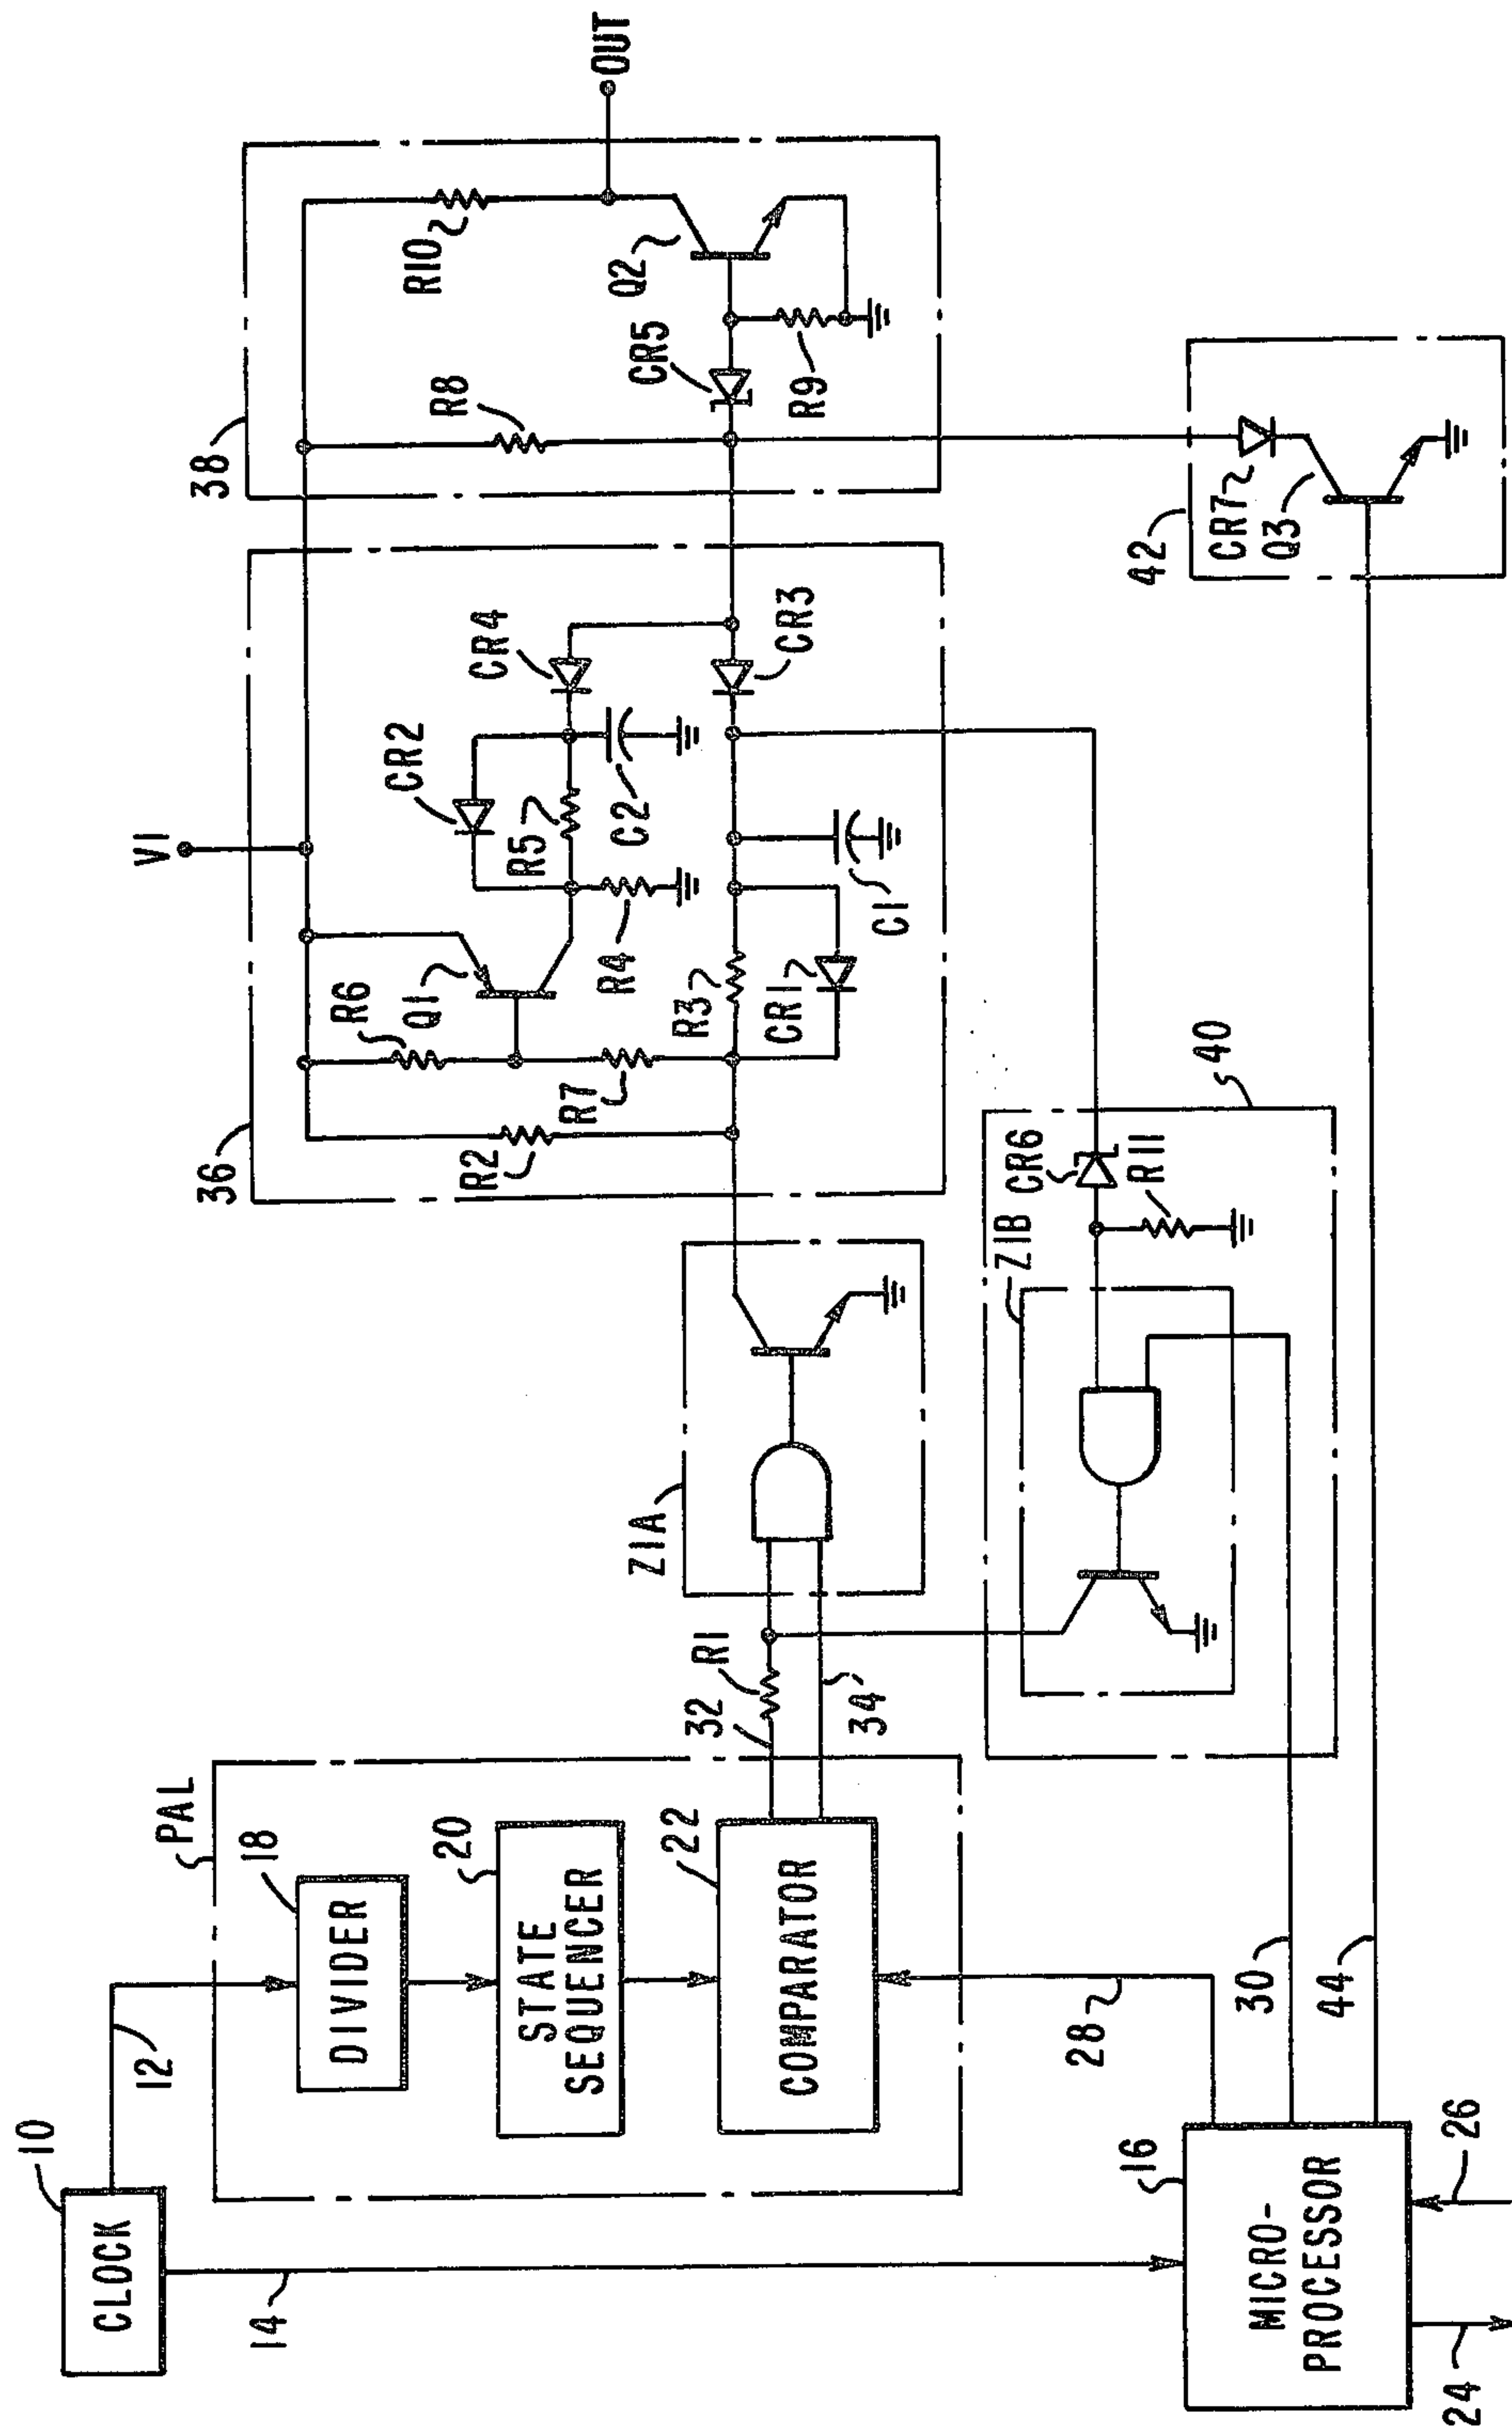 10
CLOCK
12
14
PAL
18
DIVIDER
20
STATE
SEQUENCER
22
COMPARATOR
28
16
MICRO-
PROCESSOR
24
26
30
44
32
R1
34
Z1A
Z1B
CR6
R11
40
36
R2
R6
Q1
R7
R3
CR1
R4
R5
CR2
C2
C1
CR4
CR3
V1
38
R8
R10
Q2
CR5
R9
OUT
42
CR7
Q3